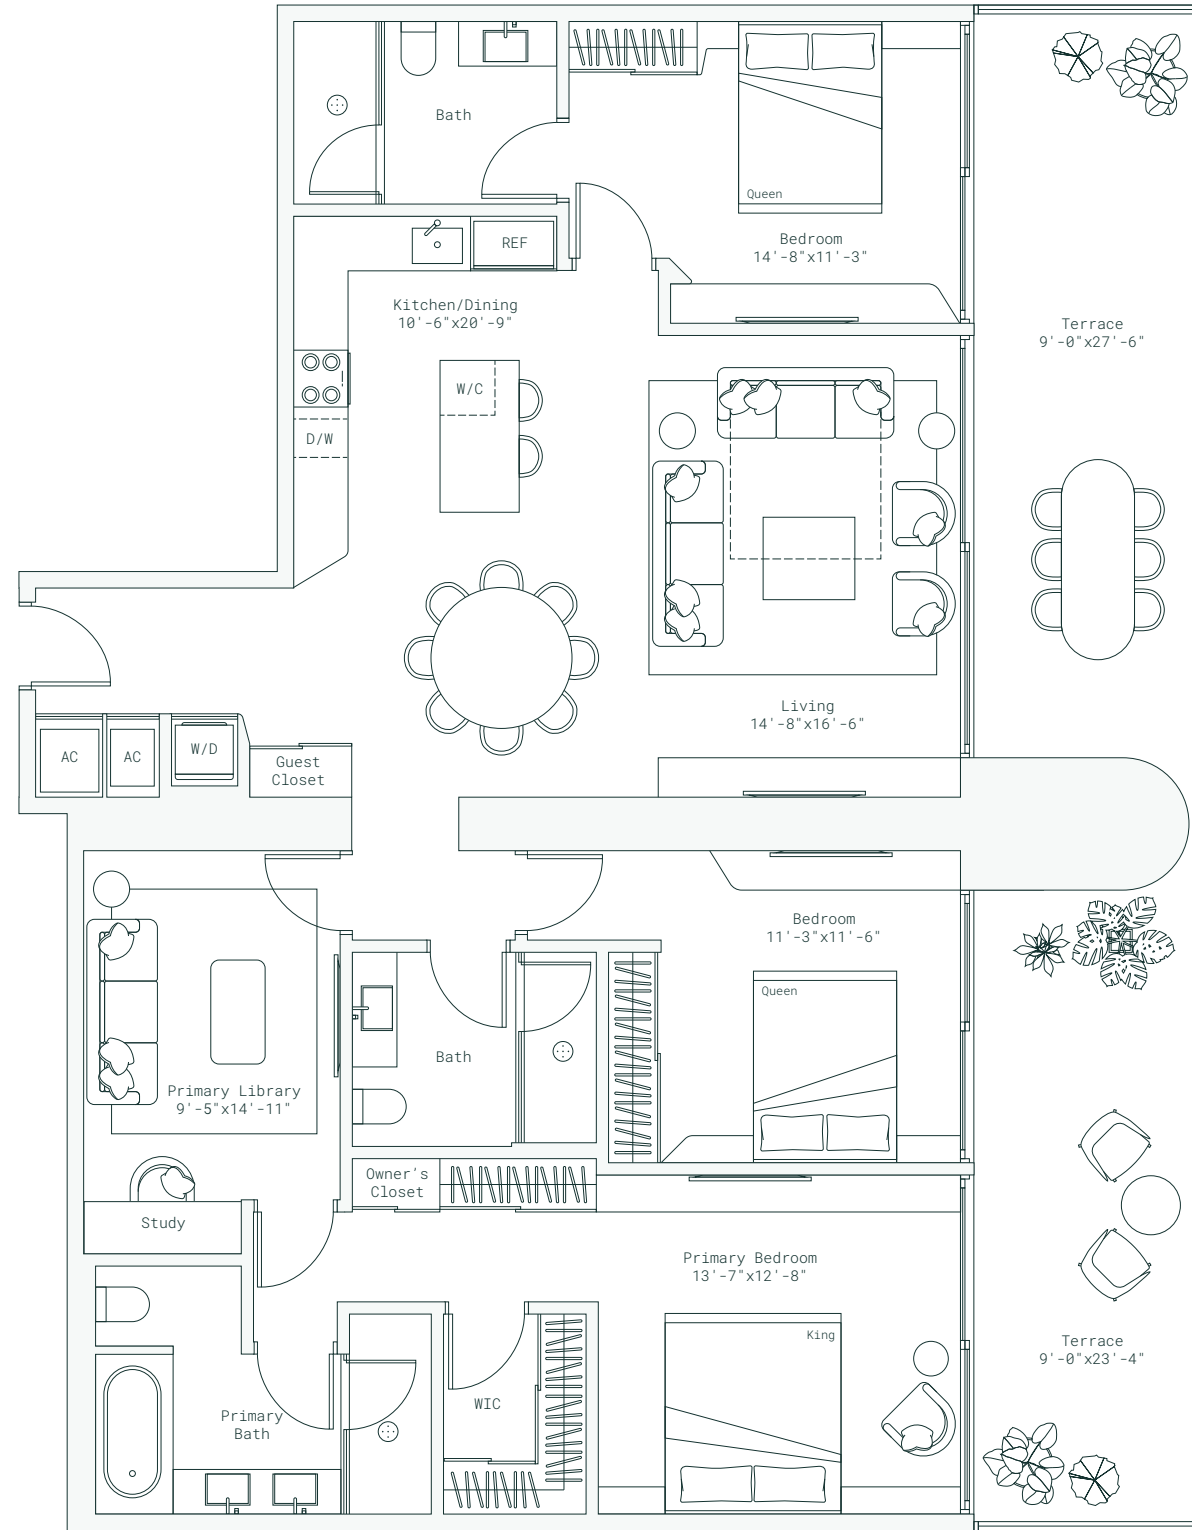 Bath
Queen
REF
Bedroom
14'-8"x11'-3"
Kitchen/Dining
10'-6"x20'-9"
Terrace
9'-0"x27'-6"
W/C
D/W
Living
14'-8"x16'-6"
AC
AC
W/D
Guest
Closet
Bedroom
11'-3"x11'-6"
Queen
Bath
Primary Library
9'-5"x14'-11"
Owner's
Closet
Study
Primary Bedroom
13'-7"x12'-8"
King
Terrace
9'-0"x23'-4"
WIC
Primary
Bath